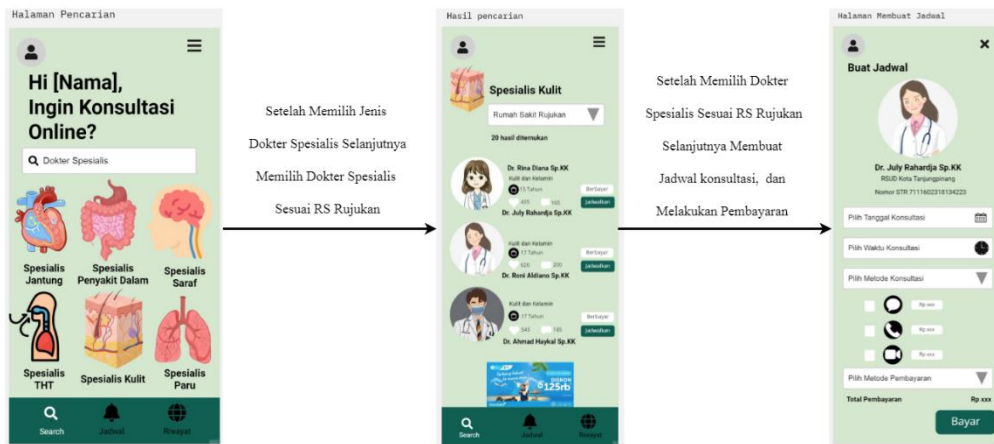 Halaman Pencarian
Hi [Nama],
Ingin Konsultasi
Online?
Dokter Spesialis
Spesialis
Jantung
Spesialis
Penyakit Dalam
Spesialis
Saraf
Spesialis
THT
Spesialis Kulit
Spesialis
Paru
Search
Jadwal
Riwayat
Setelah Memilih Jenis
Dokter Spesialis Selanjutnya
Memilih Dokter Spesialis
Sesuai RS Rujukan
Hasil pencarian
Spesialis Kulit
Rumah Sakit Rujukan
20 hasil ditemukan
Dr. Rina Diana Sp.KK
Kulit dan Kelamin
Tahun
Berbayar
165
Jadwalkan
Dr. July Rahardja Sp.KK
Kulit dan Kelamin
17 Tahun
Berbayar
Jadwalkan
Dr. Roni Aldiano Sp.KK
Kulit dan Kelamin
17 Tahun
Berbayar
545
Jadwalkan
Dr. Ahmad Haykal Sp.KK
DISKON
125rb
Search
Jadwal
Riwayat
Setelah Memilih Dokter
Spesialis Sesuai RS Rujukan
Selanjutnya Membuat
Jadwal konsultasi, dan
Melakukan Pembayaran
Halaman Membuat Jadwal
Buat Jadwal
Dr. July Rahardja Sp.KK
RSUD Kota Tanjungpinang
Nomor STR 7111602318134223
Pilih Tanggal Konsultasi
Pilih Waktu Konsultasi
Pilih Metode Konsultasi
Rp xxx
Rp xxx
Rp xxx
Pilih Metode Pembayaran
Total Pembayaran Rp xxx
Bayar